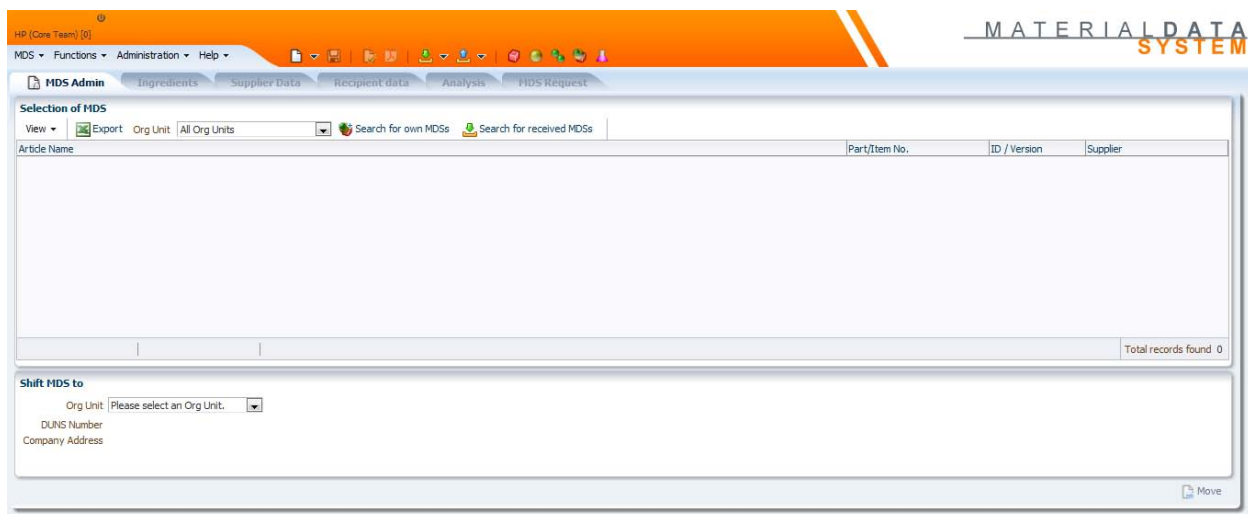 HP (Core Team) [0]
MATERIALDATA
SYSTEM
MDS Functions Administration Help
MDS Admin Ingredients Supplier Data Recipient data Analysis MDS Request
Selection of MDS
View Export Org Unit All Org Units Search for own MDSs Search for received MDSs
Article Name Part/Item No. ID / Version Supplier
Total records found 0
Shift MDS to
Org Unit Please select an Org Unit.
DUNS Number
Company Address
Move